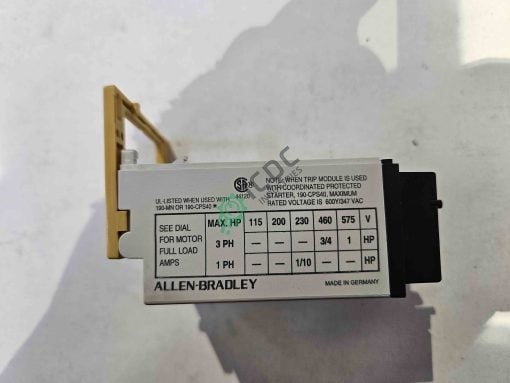 CDC
UL-LISTED WHEN USED WITH
190-MN OR 190-CPS40
NOTE: WHEN TRIP MODULE IS USED
WITH COORDINATED PROTECTED
STARTER, 190-CPS40, MAXIMUM
RATED VOLTAGE IS 600Y/347 VAC
SEE DIAL
FOR MOTOR
FULL LOAD
AMPS
MAX. HP 115 200 230 460 575 V
3 PH — — — 3/4 1 HP
1 PH — — 1/10 — — HP
ALLEN-BRADLEY
MADE IN GERMANY